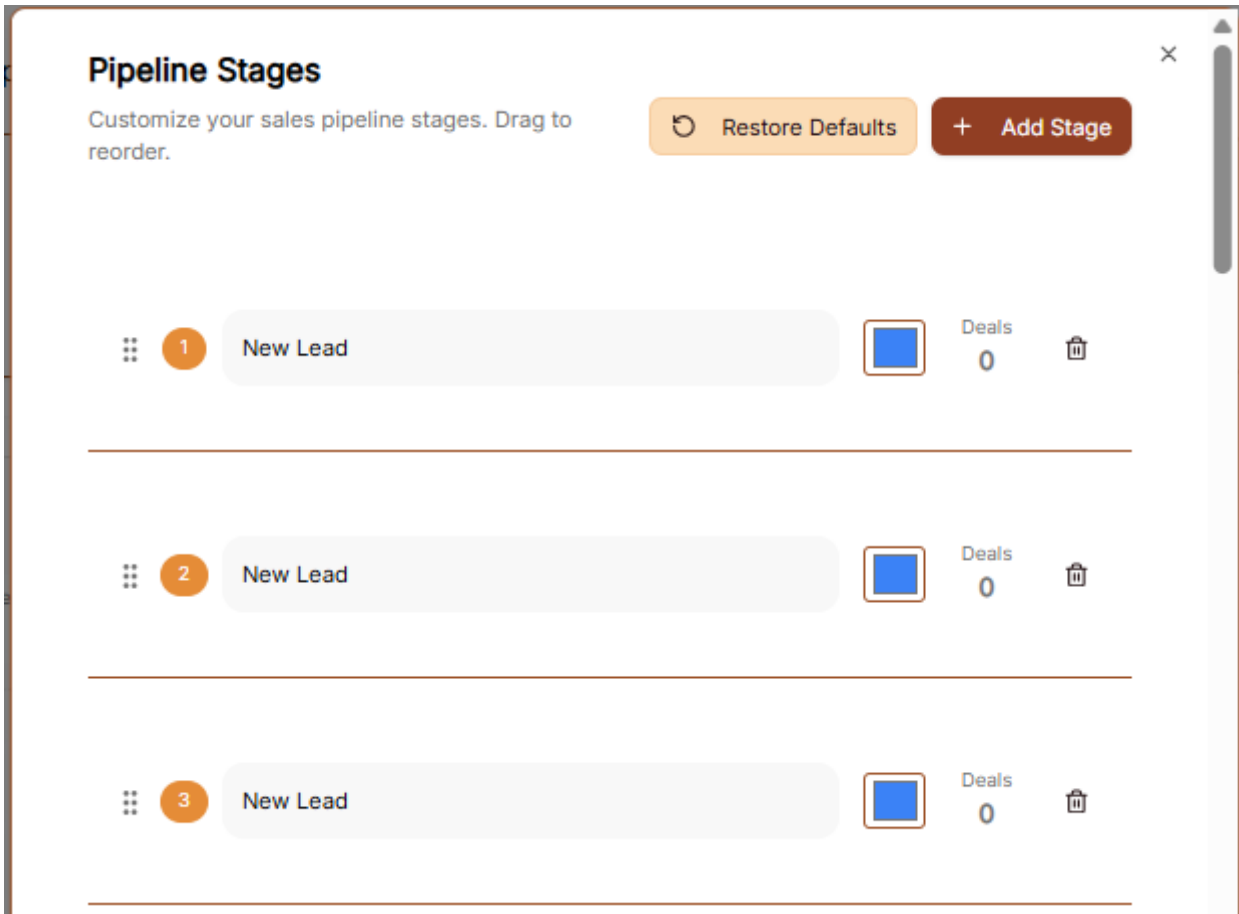 Pipeline Stages
Customize your sales pipeline stages. Drag to
reorder.
Restore Defaults
+ Add Stage
1 New Lead Deals 0
2 New Lead Deals 0
3 New Lead Deals 0